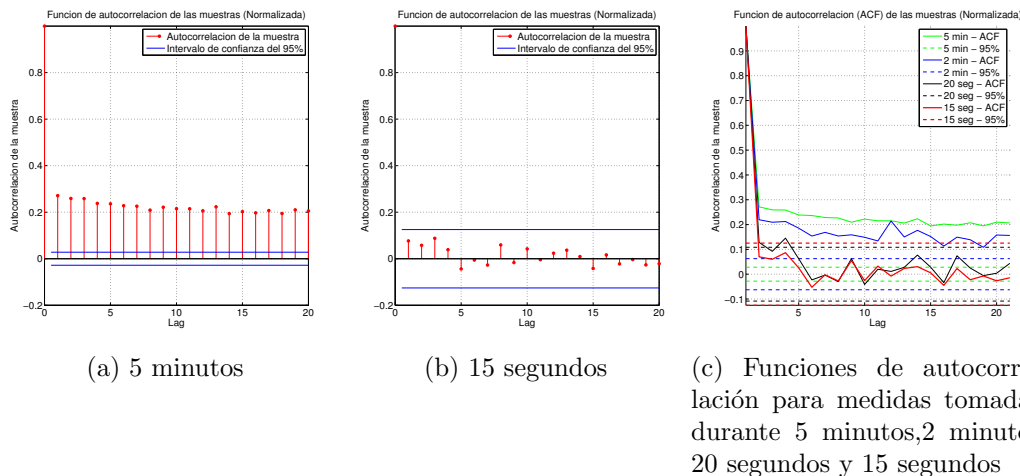 Funcion de autocorrelacion de las muestras (Normalizada)
Autocorrelacion de la muestra
Intervalo de confianza del 95%
Autocorrelacion de la muestra
0.8
0.6
0.4
0.2
0
−0.2
0
5
10
15
20
Lag
(a) 5 minutos
Funcion de autocorrelacion de las muestras (Normalizada)
Autocorrelacion de la muestra
Intervalo de confianza del 95%
Autocorrelacion de la muestra
0.8
0.6
0.4
0.2
0
−0.2
0
5
10
15
20
Lag
(b) 15 segundos
Funcion de autocorrelacion (ACF) de las muestras (Normalizada)
5 min − ACF
5 min − 95%
2 min − ACF
2 min − 95%
20 seg − ACF
20 seg − 95%
15 seg − ACF
15 seg − 95%
Autocorrelacion de la muestra
0.9
0.8
0.7
0.6
0.5
0.4
0.3
0.2
0.1
0
−0.1
5
10
15
20
Lag
(c) Funciones de autocorr
lación para medidas tomada
durante 5 minutos,2 minuto
20 segundos y 15 segundos